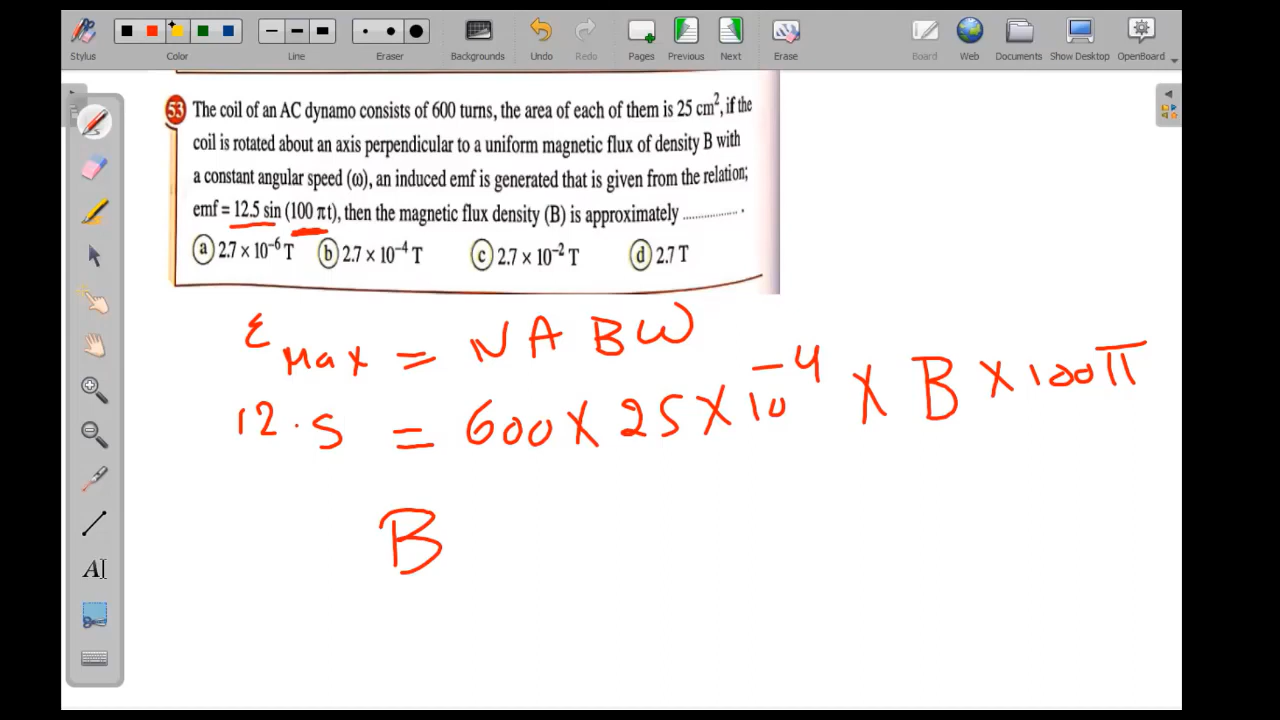 Stylus Color Line Eraser Backgrounds Undo Redo Pages Previous Next Erase Board Web Documents Show Desktop OpenBoard
53 The coil of an AC dynamo consists of 600 turns, the area of each of them is 25 cm², if the
coil is rotated about an axis perpendicular to a uniform magnetic flux of density B with
a constant angular speed (ω), an induced emf is generated that is given from the relation;
emf = 12.5 sin (100 πt), then the magnetic flux density (B) is approximately ................. .
a 2.7 × 10⁻⁶ T b 2.7 × 10⁻⁴ T c 2.7 × 10⁻² T d 2.7 T
ε Max = N A B W
12.5 = 600 × 25 × 10⁻⁴ × B × 100π
B
A